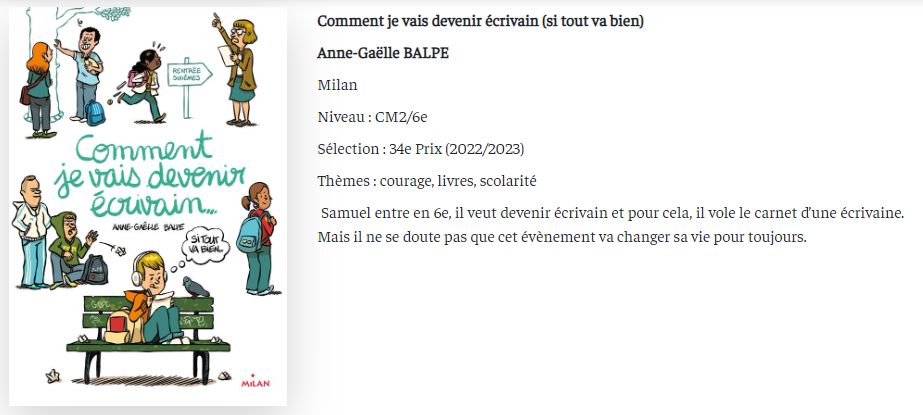 RENTRÉE
SIXIÈMES
Comment
je vais devenir
écrivain...
ANNE-GAËLLE BALPE
SI TOUT
VA BIEN...
MILAN
Comment je vais devenir écrivain (si tout va bien)
Anne-Gaëlle BALPE
Milan
Niveau : CM2/6e
Sélection : 34e Prix (2022/2023)
Thèmes : courage, livres, scolarité
Samuel entre en 6e, il veut devenir écrivain et pour cela, il vole le carnet d'une écrivaine.
Mais il ne se doute pas que cet évènement va changer sa vie pour toujours.